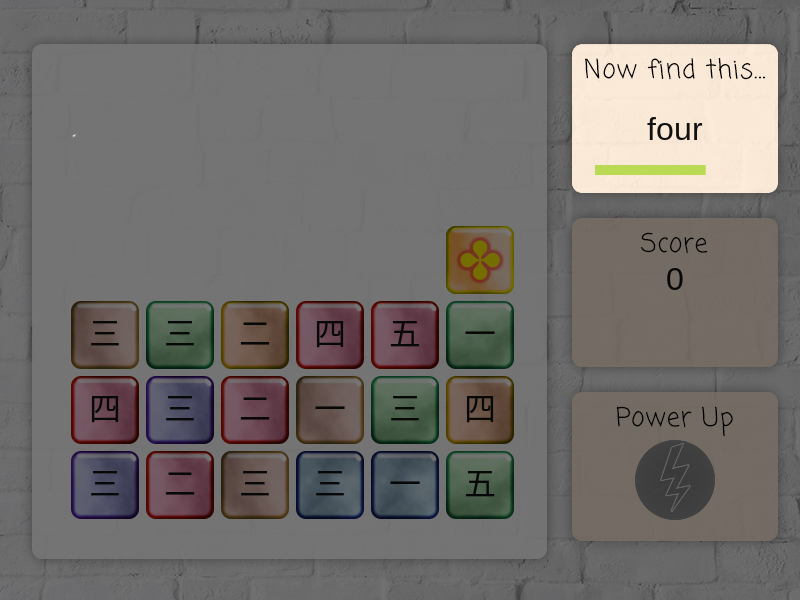 Now find this...
four
Score
0
三 三 二 四 五 一
四 三 二 一 三 四
三 二 三 三 一 五
Power Up